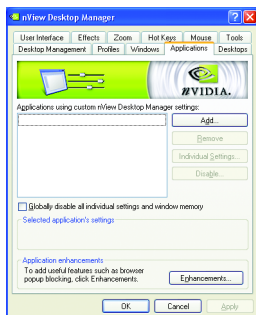 nView Desktop Manager
User Interface Effects Zoom Hot Keys Mouse Tools
Desktop Management Profiles Windows Applications Desktops
NVIDIA.
Applications using custom nView Desktop Manager settings:
Add...
Remove
Individual Settings...
Disable...
Globally disable all individual settings and window memory
Selected application's settings
Application enhancements
To add useful features such as browser
popup blocking, click Enhancements.
Enhancements...
OK Cancel Apply